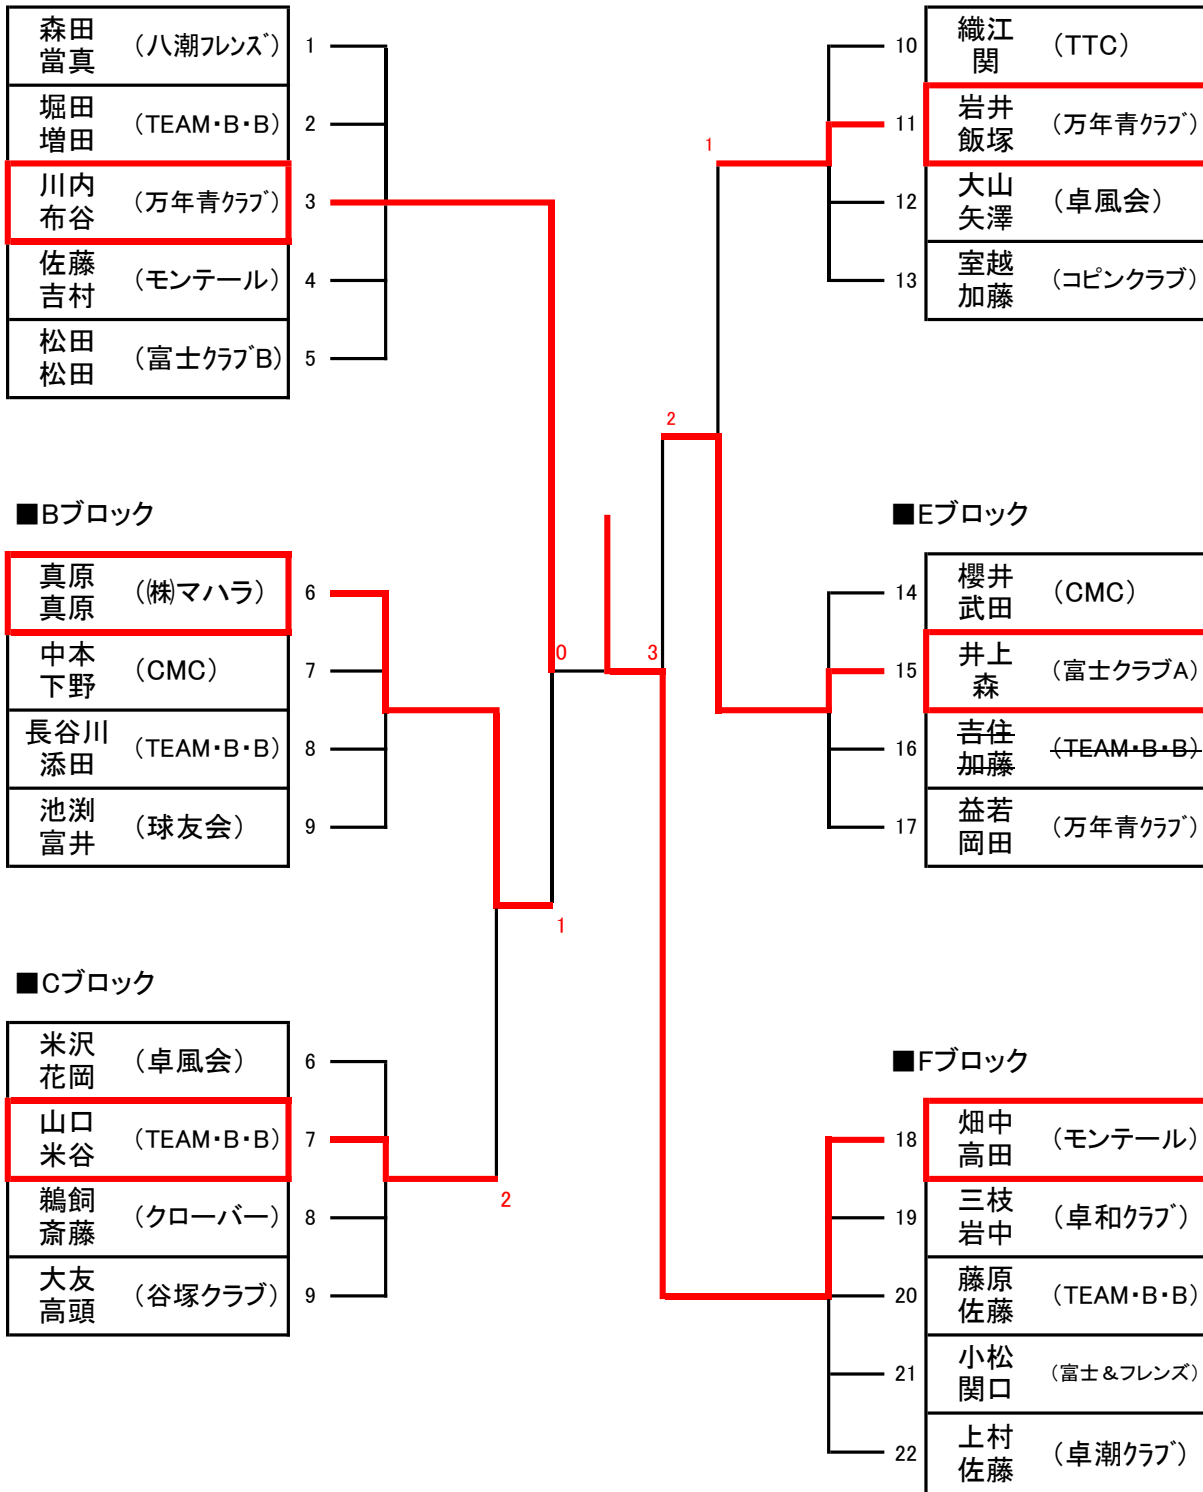 森田
當真
（八潮ﾌﾚﾝｽﾞ）
1
堀田
増田
（TEAM・B・B）
2
川内
布谷
（万年青ｸﾗﾌﾞ）
3
佐藤
吉村
（モンテール）
4
松田
松田
（富士ｸﾗﾌﾞB）
5
■Bブロック
真原
真原
（㈱マハラ）
6
中本
下野
（CMC）
7
長谷川
添田
（TEAM・B・B）
8
池渕
富井
（球友会）
9
■Cブロック
米沢
花岡
（卓風会）
6
山口
米谷
（TEAM・B・B）
7
鵜飼
斎藤
（クローバー）
8
大友
高頭
（谷塚クラブ）
9
0
1
2
3
2
1
10
織江
関
（TTC）
11
岩井
飯塚
（万年青ｸﾗﾌﾞ）
12
大山
矢澤
（卓風会）
13
室越
加藤
（コピンクラブ）
■Eブロック
14
櫻井
武田
（CMC）
15
井上
森
（富士クラブA）
16
吉住
加藤
（TEAM・B・B）
17
益若
岡田
（万年青ｸﾗﾌﾞ）
■Fブロック
18
畑中
高田
（モンテール）
19
三枝
岩中
（卓和ｸﾗﾌﾞ）
20
藤原
佐藤
（TEAM・B・B）
21
小松
関口
（富士＆フレンズ）
22
上村
佐藤
（卓潮ｸﾗﾌﾞ）